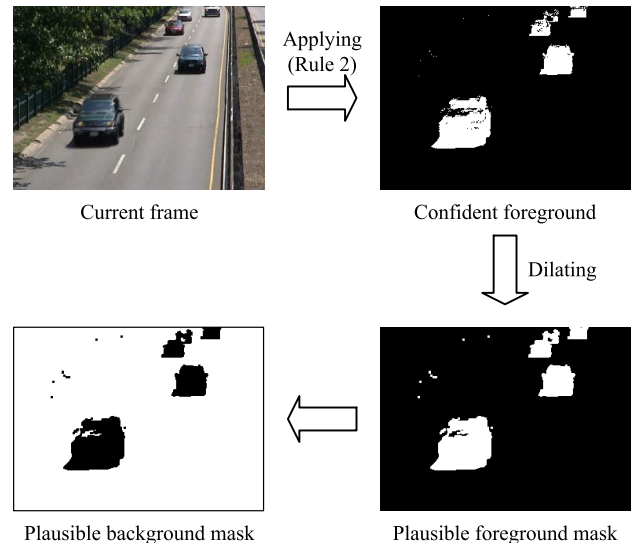 Applying
(Rule 2)
Current frame
Confident foreground
Dilating
Plausible background mask
Plausible foreground mask